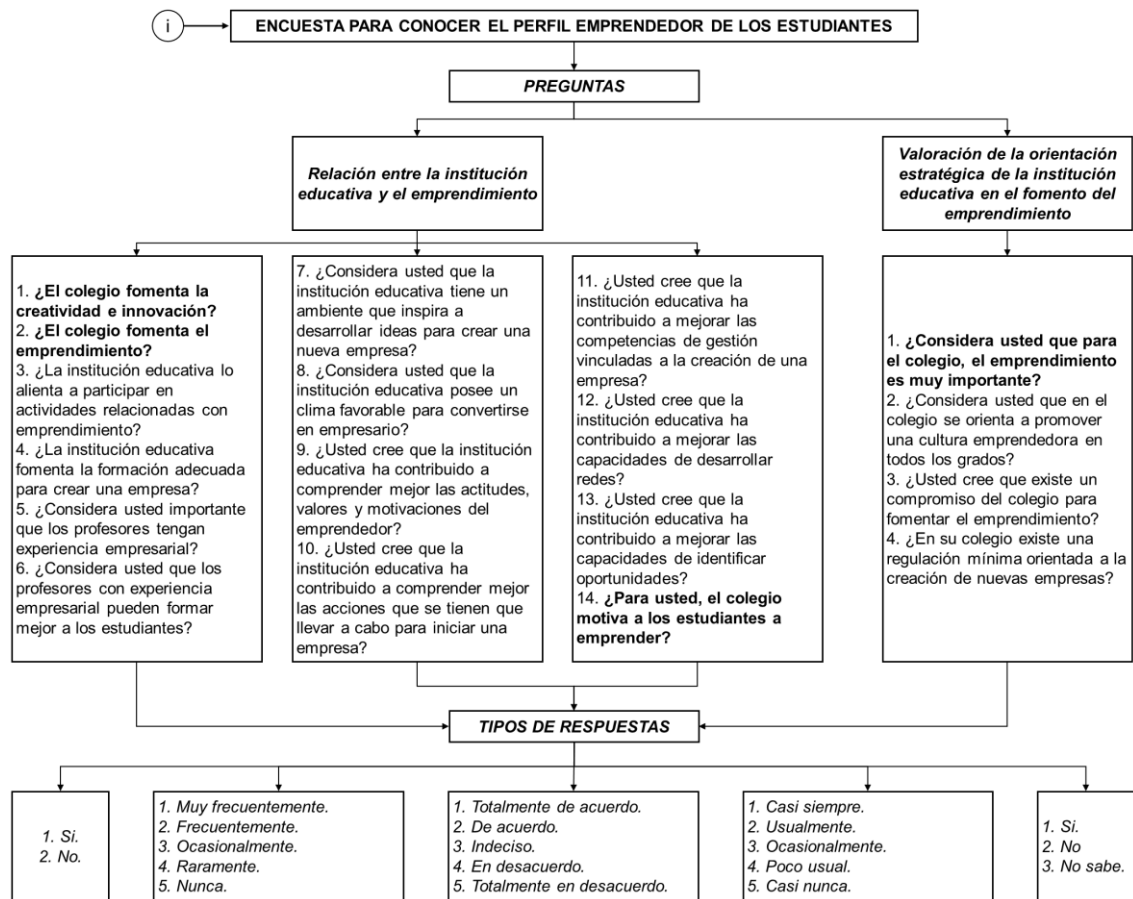 i
ENCUESTA PARA CONOCER EL PERFIL EMPRENDEDOR DE LOS ESTUDIANTES
PREGUNTAS
Relación entre la institución
educativa y el emprendimiento
Valoración de la orientación
estratégica de la institución
educativa en el fomento del
emprendimiento
1. ¿El colegio fomenta la
creatividad e innovación?
2. ¿El colegio fomenta el
emprendimiento?
3. ¿La institución educativa lo
alienta a participar en
actividades relacionadas con
emprendimiento?
4. ¿La institución educativa
fomenta la formación adecuada
para crear una empresa?
5. ¿Considera usted importante
que los profesores tengan
experiencia empresarial?
6. ¿Considera usted que los
profesores con experiencia
empresarial pueden formar
mejor a los estudiantes?
7. ¿Considera usted que la
institución educativa tiene un
ambiente que inspira a
desarrollar ideas para crear una
nueva empresa?
8. ¿Considera usted que la
institución educativa posee un
clima favorable para convertirse
en empresario?
9. ¿Usted cree que la institución
educativa ha contribuido a
comprender mejor las actitudes,
valores y motivaciones del
emprendedor?
10. ¿Usted cree que la
institución educativa ha
contribuido a comprender mejor
las acciones que se tienen que
llevar a cabo para iniciar una
empresa?
11. ¿Usted cree que la
institución educativa ha
contribuido a mejorar las
competencias de gestión
vinculadas a la creación de una
empresa?
12. ¿Usted cree que la
institución educativa ha
contribuido a mejorar las
capacidades de desarrollar
redes?
13. ¿Usted cree que la
institución educativa ha
contribuido a mejorar las
capacidades de identificar
oportunidades?
14. ¿Para usted, el colegio
motiva a los estudiantes a
emprender?
1. ¿Considera usted que para
el colegio, el emprendimiento
es muy importante?
2. ¿Considera usted que en el
colegio se orienta a promover
una cultura emprendedora en
todos los grados?
3. ¿Usted cree que existe un
compromiso del colegio para
fomentar el emprendimiento?
4. ¿En su colegio existe una
regulación mínima orientada a la
creación de nuevas empresas?
TIPOS DE RESPUESTAS
1. Si.
2. No.
1. Muy frecuentemente.
2. Frecuentemente.
3. Ocasionalmente.
4. Raramente.
5. Nunca.
1. Totalmente de acuerdo.
2. De acuerdo.
3. Indeciso.
4. En desacuerdo.
5. Totalmente en desacuerdo.
1. Casi siempre.
2. Usualmente.
3. Ocasionalmente.
4. Poco usual.
5. Casi nunca.
1. Si.
2. No
3. No sabe.